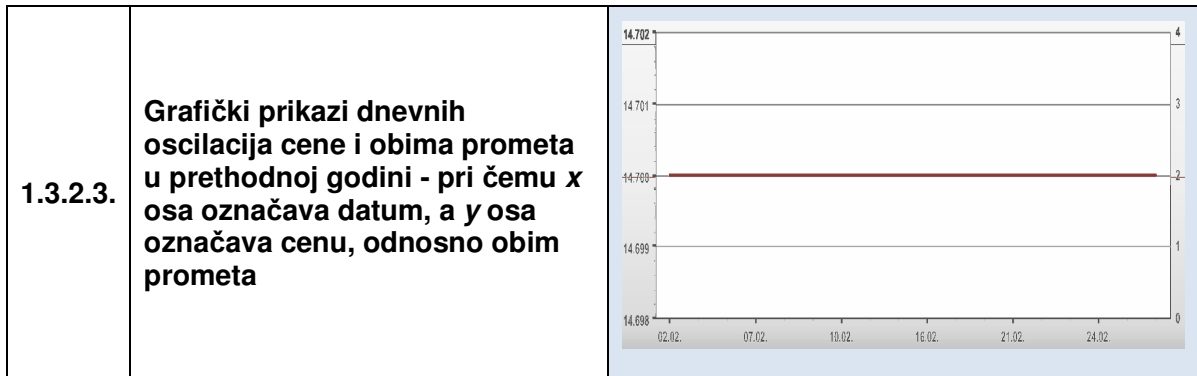 1.3.2.3.
Grafički prikazi dnevnih
oscilacija cene i obima prometa
u prethodnoj godini - pri čemu x
osa označava datum, a y osa
označava cenu, odnosno obim
prometa
14.702
4
14.701
3
14.700
2
14.699
1
14.698
0
02.02. 07.02. 10.02. 16.02. 21.02. 24.02.